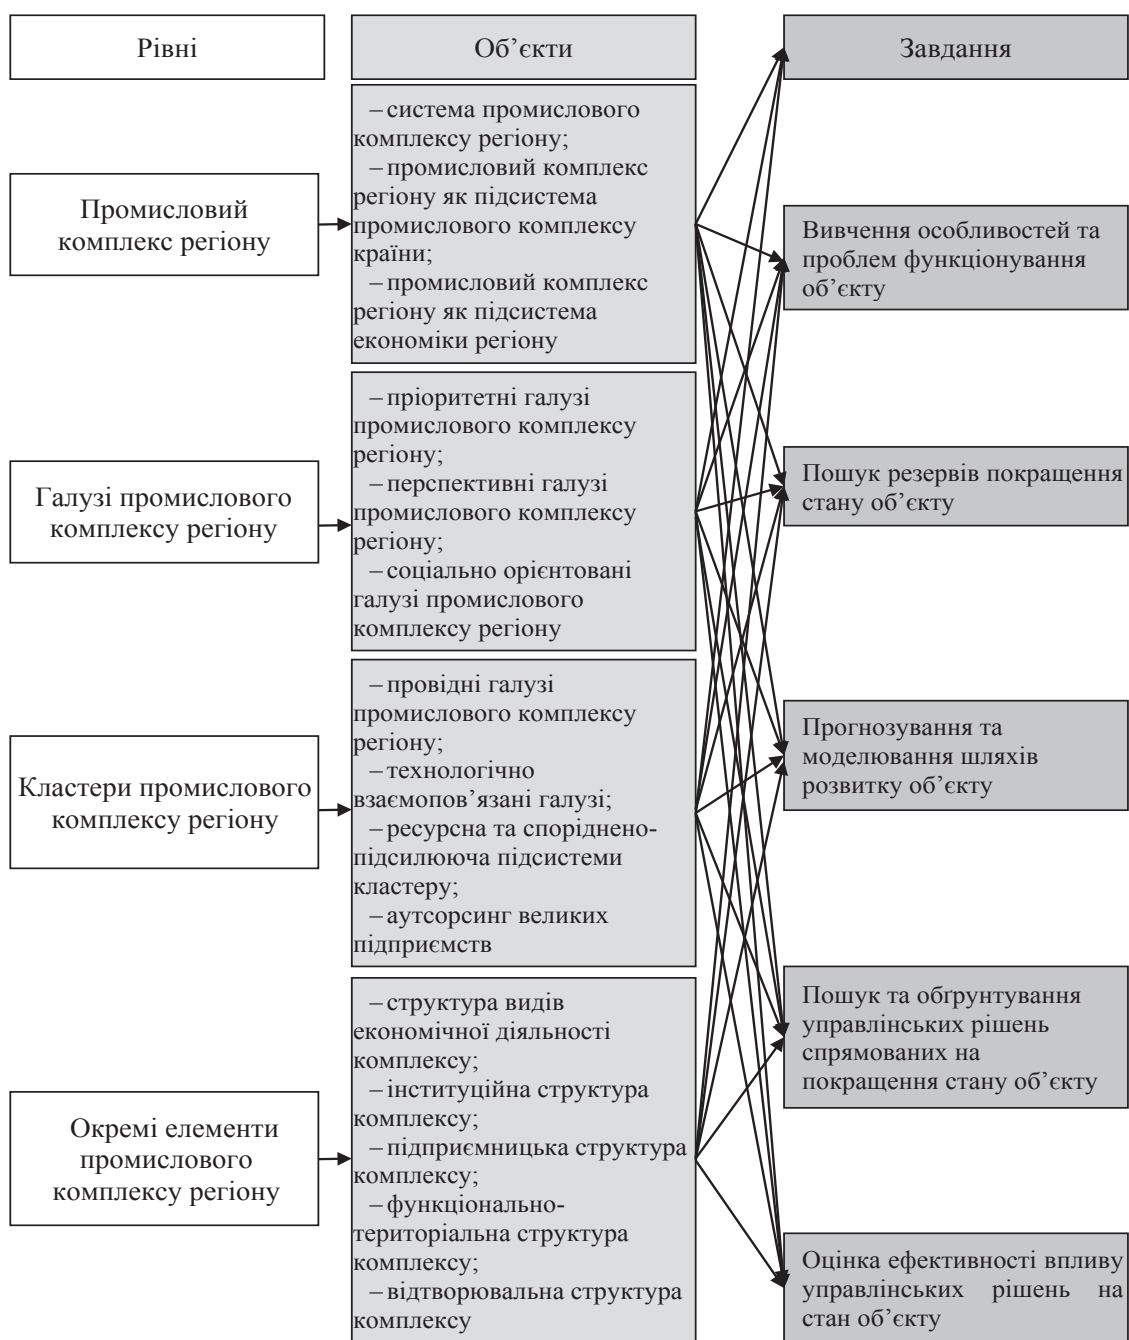 Рівні
Об’єкти
Завдання
Промисловий
комплекс регіону
– система промислового
комплексу регіону;
– промисловий комплекс
регіону як підсистема
промислового комплексу
країни;
– промисловий комплекс
регіону як підсистема
економіки регіону
Вивчення особливостей та
проблем функціонування
об’єкту
Галузі промислового
комплексу регіону
– пріоритетні галузі
промислового комплексу
регіону;
– перспективні галузі
промислового комплексу
регіону;
– соціально орієнтовані
галузі промислового
комплексу регіону
Пошук резервів покращення
стану об’єкту
Кластери промислового
комплексу регіону
– провідні галузі
промислового комплексу
регіону;
– технологічно
взаємопов’язані галузі;
– ресурсна та споріднено-
підсилююча підсистеми
кластеру;
– аутсорсинг великих
підприємств
Прогнозування та
моделювання шляхів
розвитку об’єкту
Окремі елементи
промислового
комплексу регіону
– структура видів
економічної діяльності
комплексу;
– інституційна структура
комплексу;
– підприємницька структура
комплексу;
– функціонально-
територіальна структура
комплексу;
– відтворювальна структура
комплексу
Пошук та обґрунтування
управлінських рішень
спрямованих на
покращення стану об’єкту
Оцінка ефективності впливу
управлінських рішень на
стан об’єкту